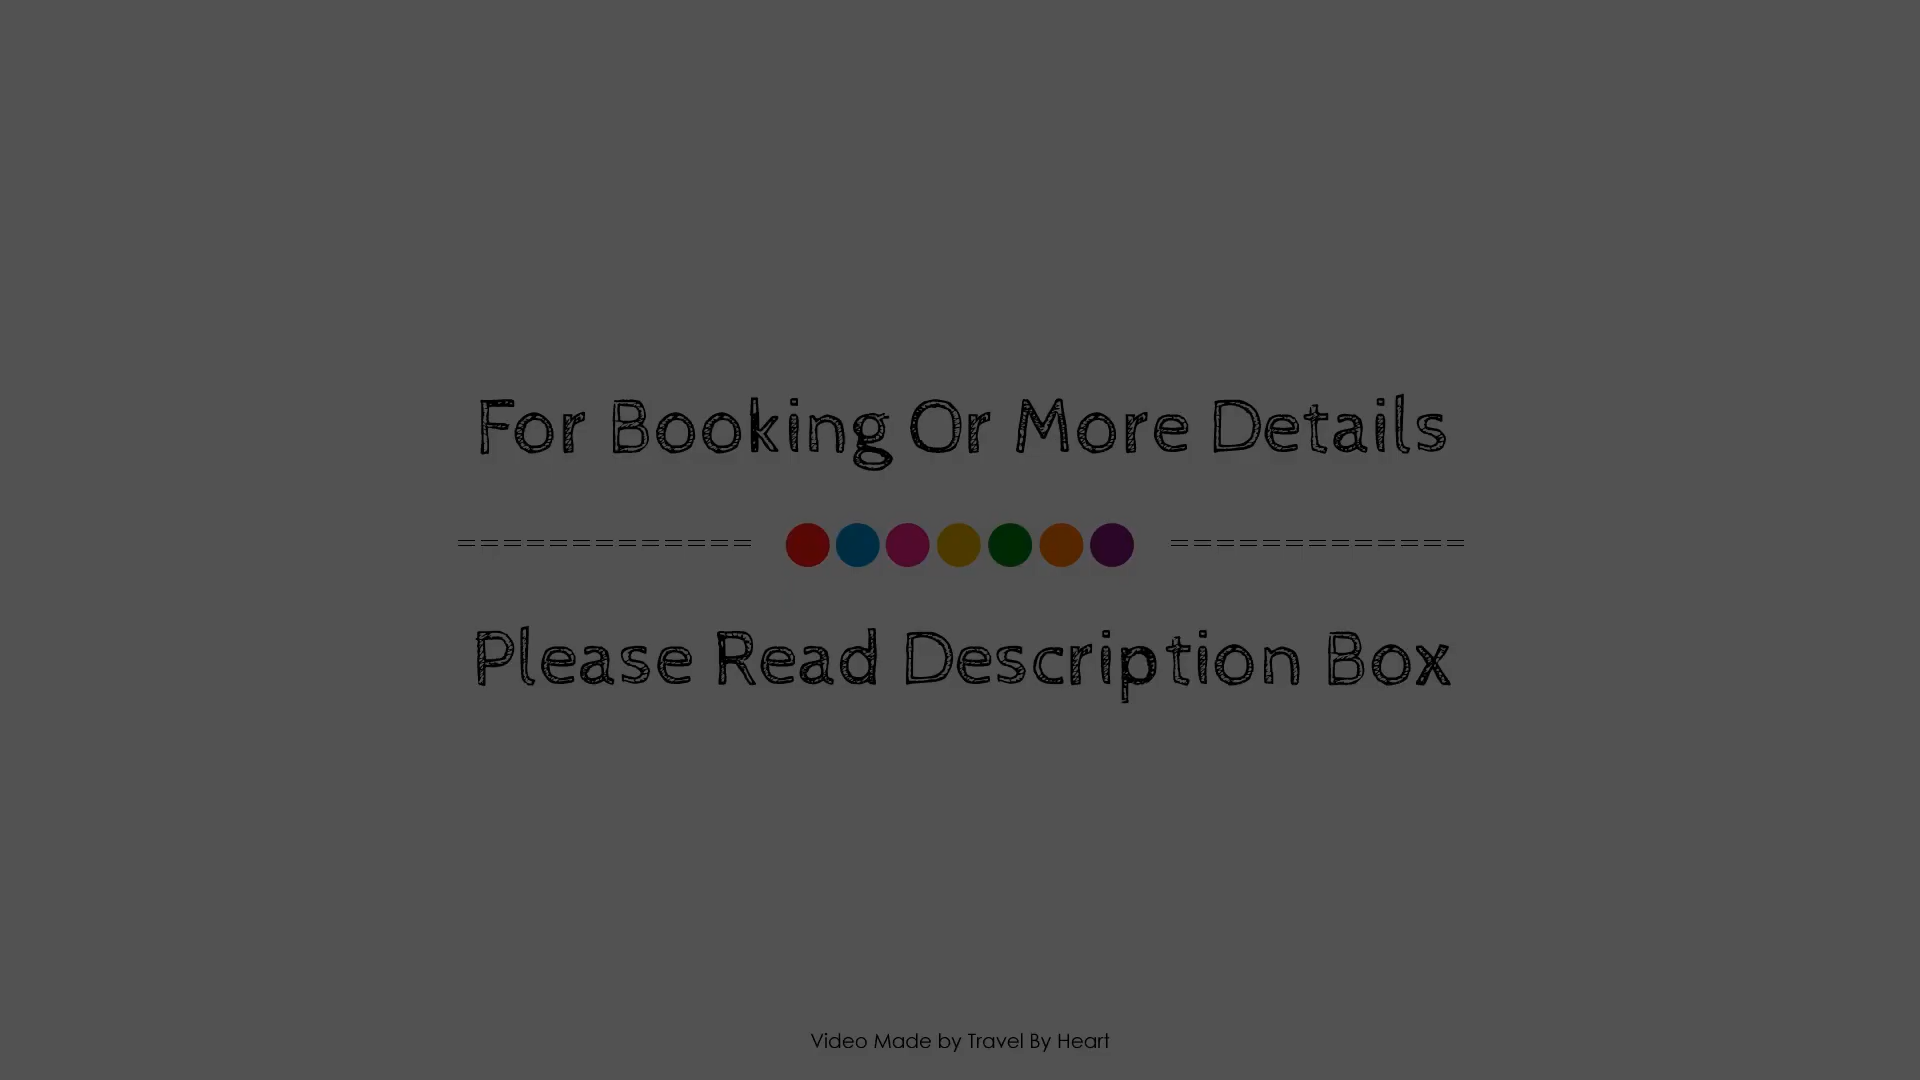 For Booking Or More Details
============= =============
Please Read Description Box
Video Made by Travel By Heart